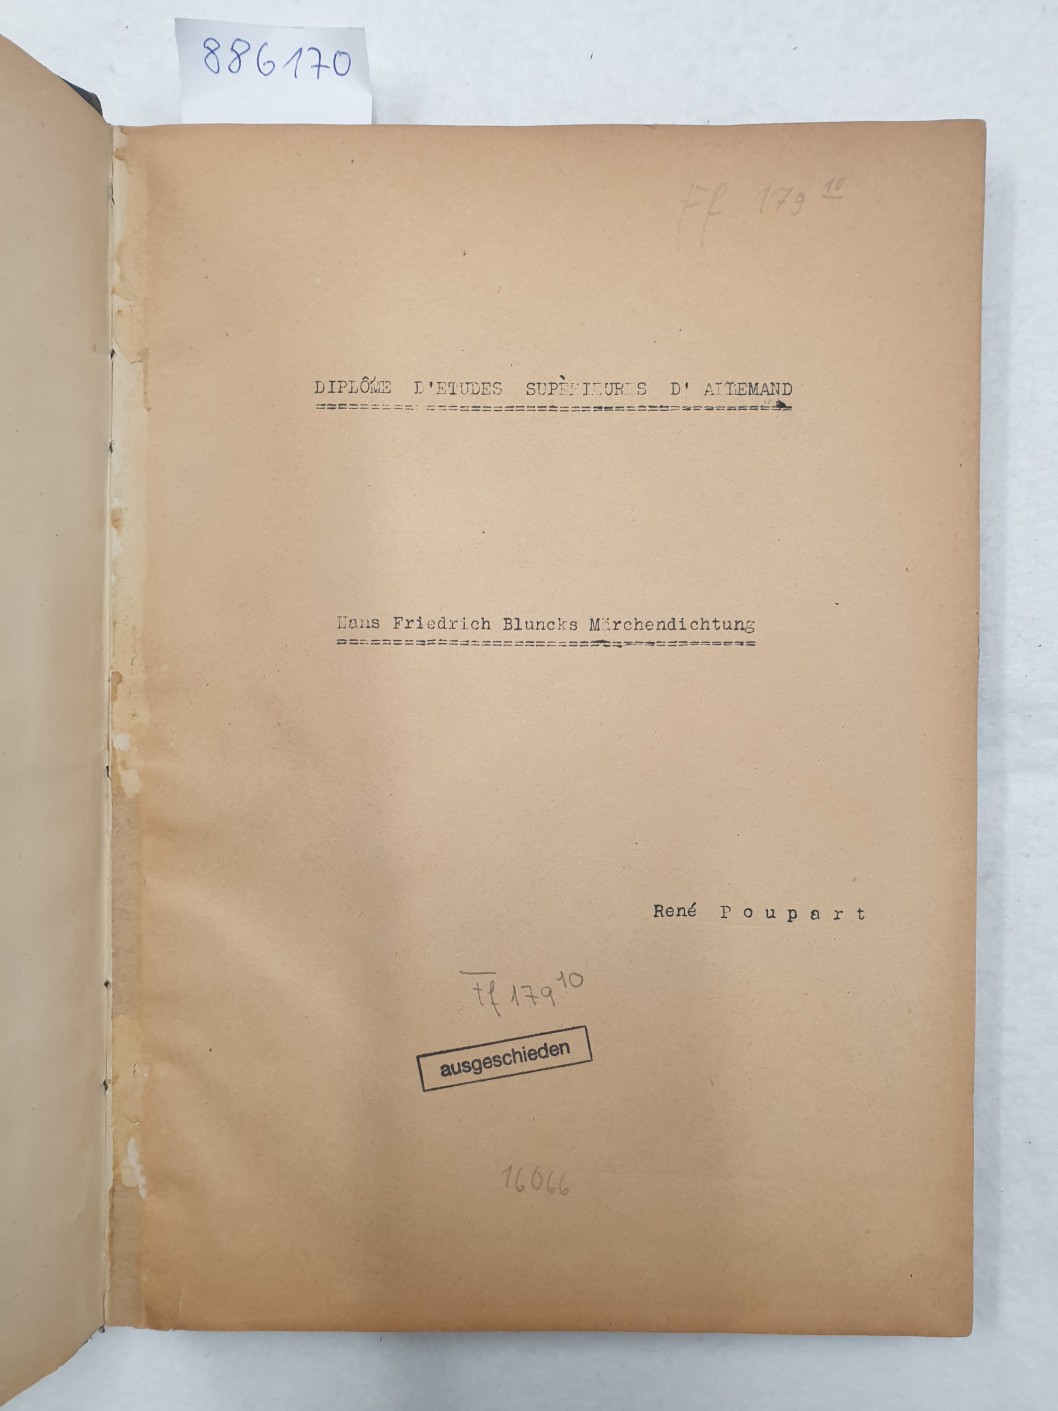 886170
Ff 179 10
DIPLÔME D'ETUDES SUPÈRIEURES D' ALLEMAND
Hans Friedrich Bluncks Märchendichtung
René Poupart
Ff 179 10
ausgeschieden
16066